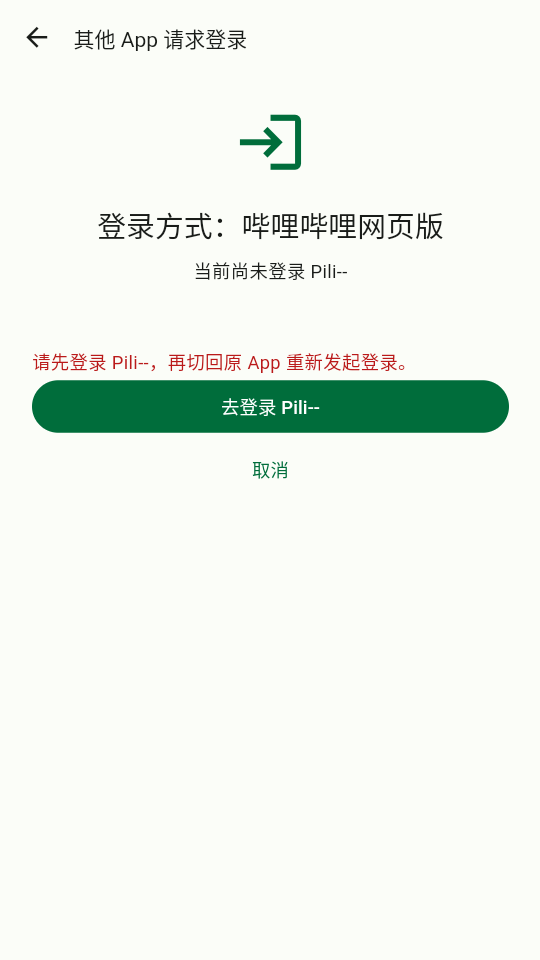 其他 App 请求登录
登录方式：哔哩哔哩网页版
当前尚未登录 Pili--
请先登录 Pili--，再切回原 App 重新发起登录。
去登录 Pili--
取消